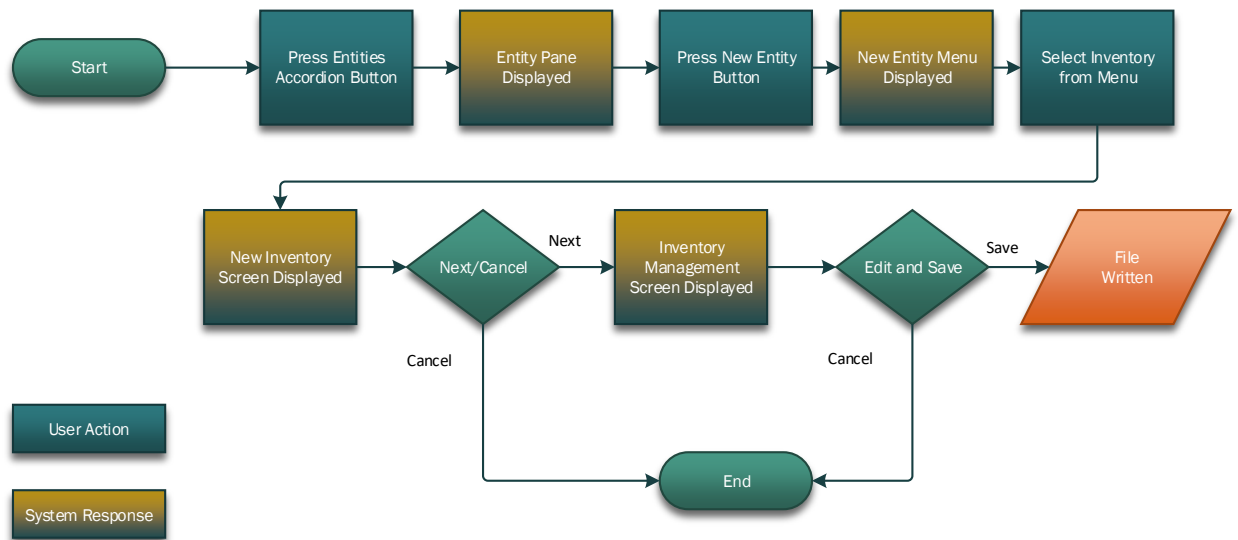 Start
Press Entities
Accordion Button
Entity Pane
Displayed
Press New Entity
Button
New Entity Menu
Displayed
Select Inventory
from Menu
New Inventory
Screen Displayed
Next/Cancel
Next
Inventory
Management
Screen Displayed
Edit and Save
Save
File
Written
Cancel
Cancel
User Action
End
System Response